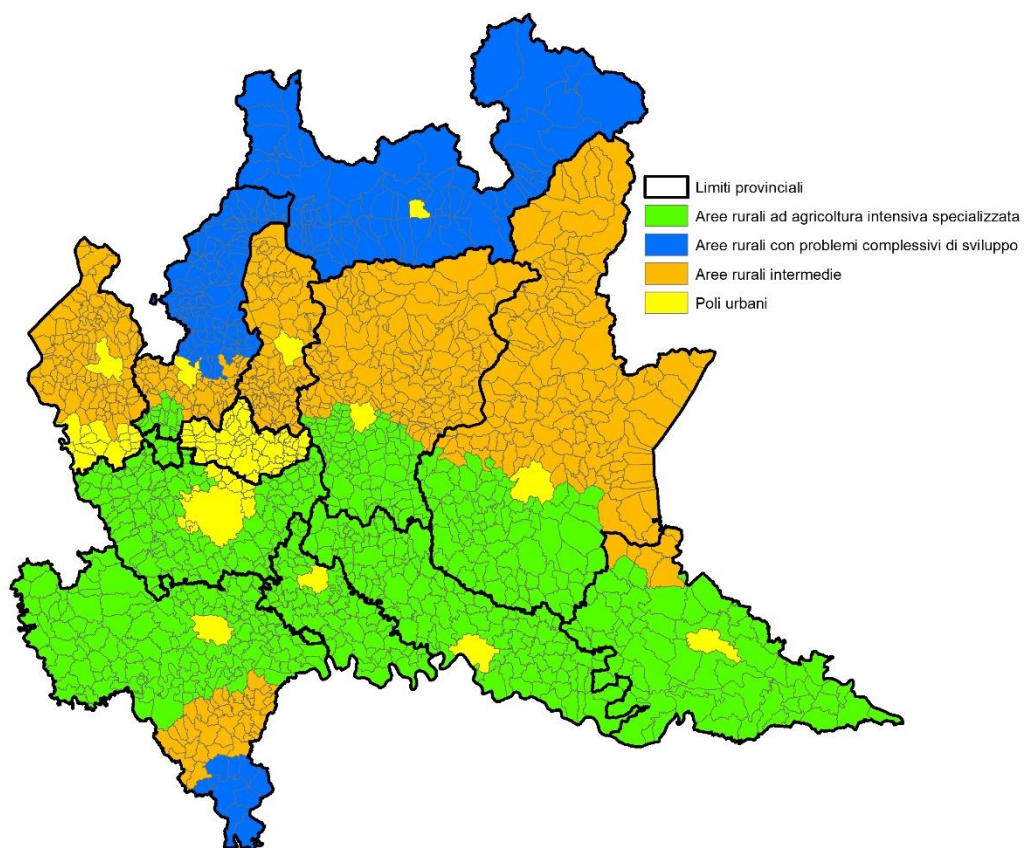 Limiti provinciali
Aree rurali ad agricoltura intensiva specializzata
Aree rurali con problemi complessivi di sviluppo
Aree rurali intermedie
Poli urbani